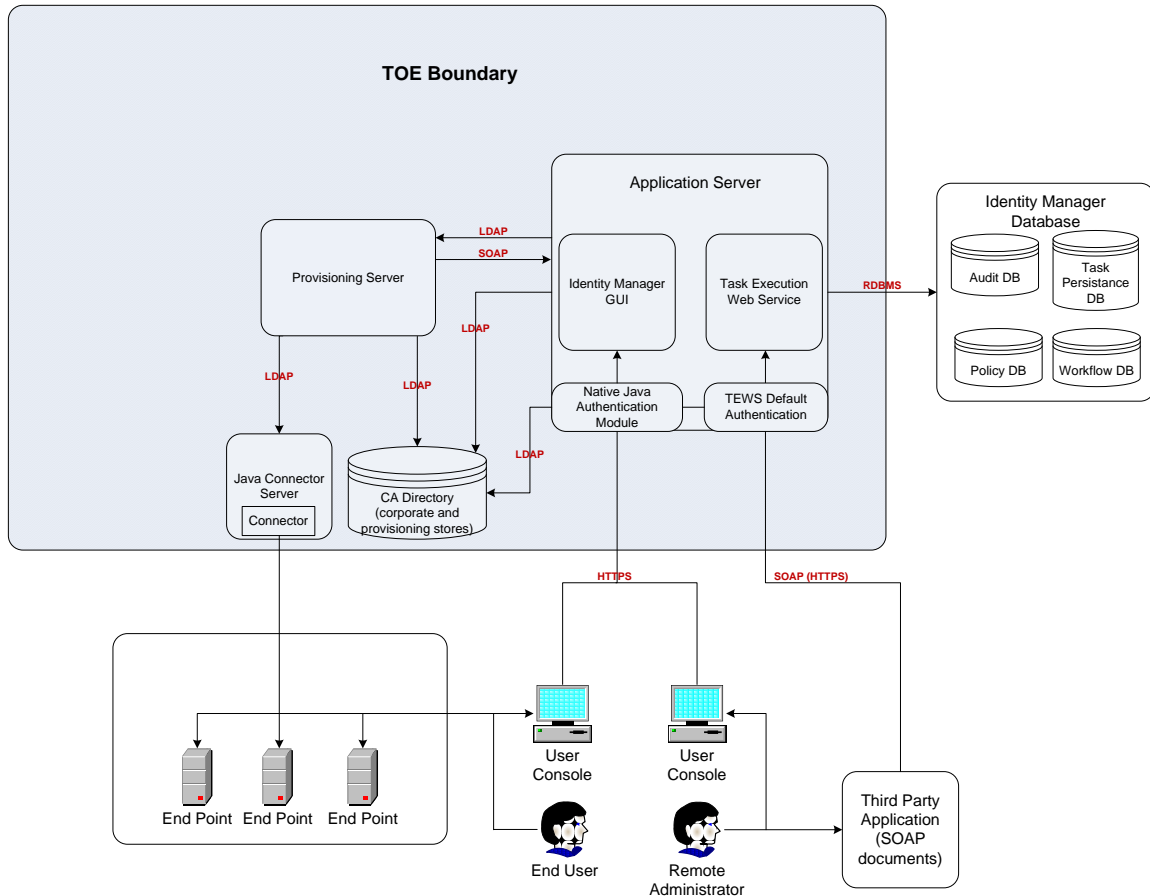 TOE Boundary
Application Server
Identity Manager
Database
Audit DB
Task
Persistance
DB
Policy DB
Workflow DB
RDBMS
LDAP
SOAP
Provisioning Server
Identity Manager
GUI
Task Execution
Web Service
LDAP
LDAP
LDAP
Native Java
Authentication
Module
TEWS Default
Authentication
LDAP
Java Connector
Server
Connector
CA Directory
(corporate and
provisioning stores)
HTTPS
SOAP (HTTPS)
End Point
End Point
End Point
User
Console
User
Console
End User
Remote
Administrator
Third Party
Application
(SOAP
documents)